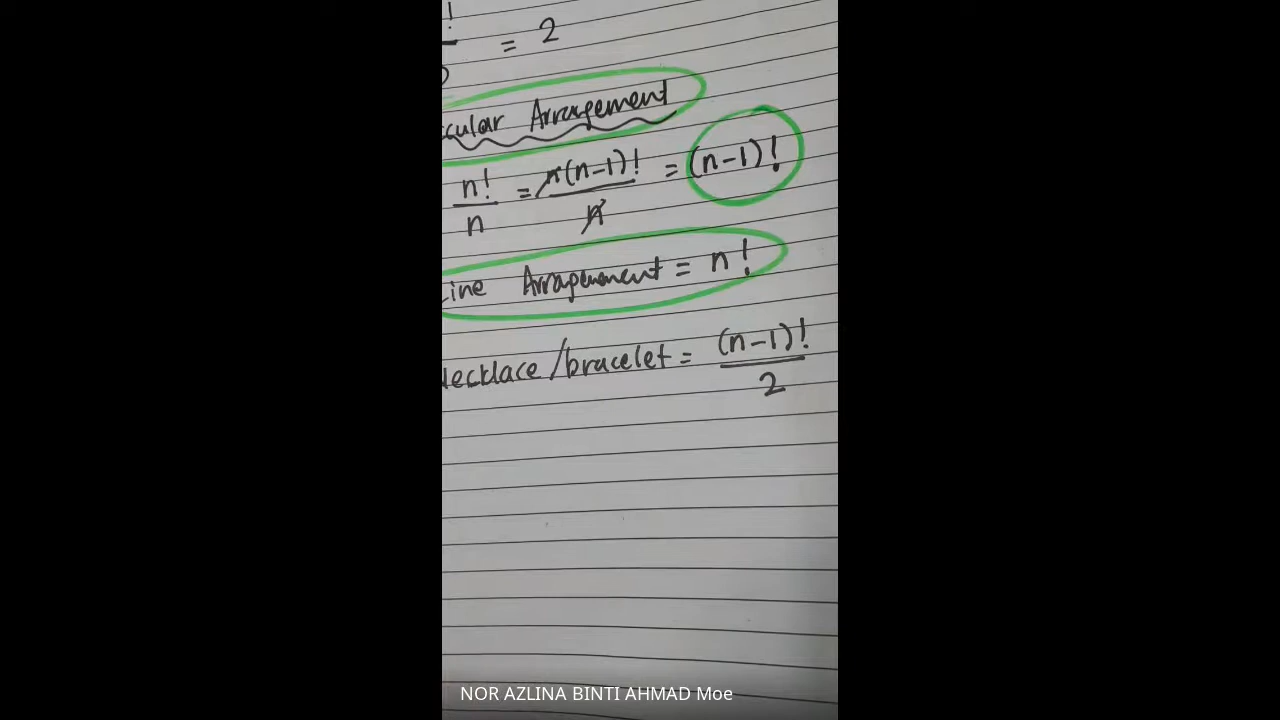 ! = 2
cular Arrangement
n!/n = n(n-1)!/n = (n-1)!
Line Arrangement = n!
Necklace/bracelet = (n-1)!/2
NOR AZLINA BINTI AHMAD Moe